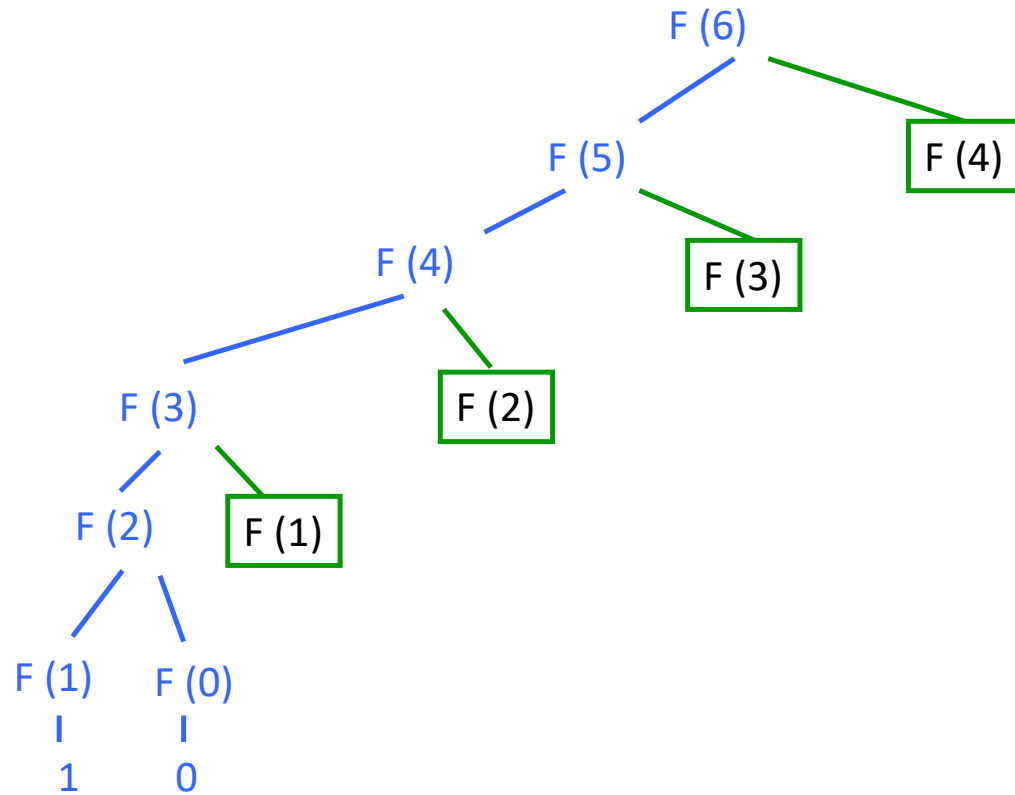 F (6)
F (5)
F (4)
F (4)
F (3)
F (3)
F (2)
F (2)
F (1)
F (1)
F (0)
1
0